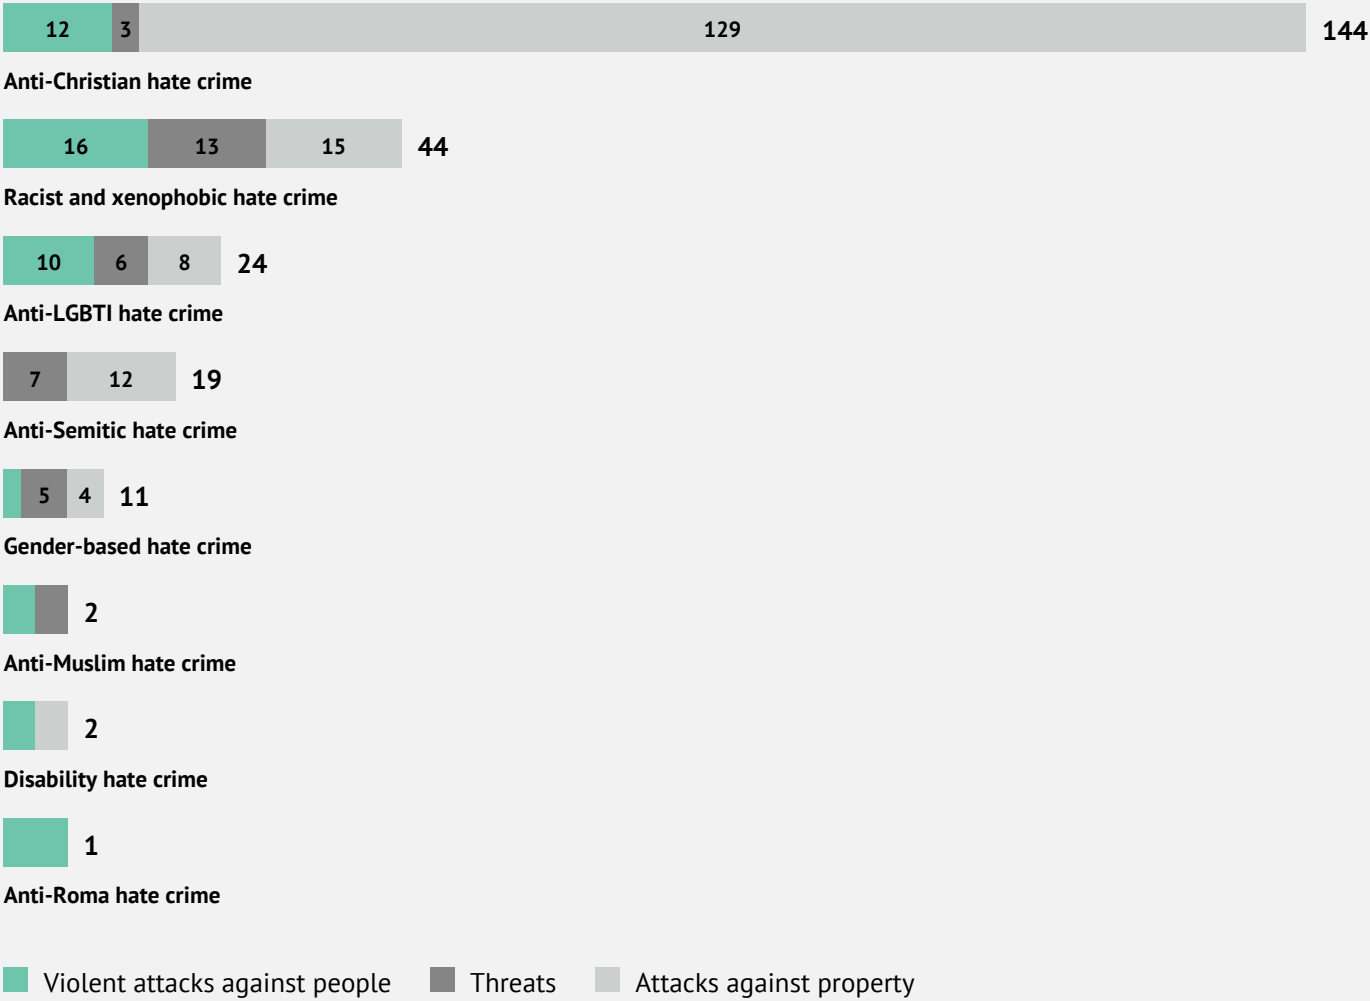 12 3 129 144
Anti-Christian hate crime
16 13 15 44
Racist and xenophobic hate crime
10 6 8 24
Anti-LGBTI hate crime
7 12 19
Anti-Semitic hate crime
5 4 11
Gender-based hate crime
2
Anti-Muslim hate crime
2
Disability hate crime
1
Anti-Roma hate crime
Violent attacks against people Threats Attacks against property